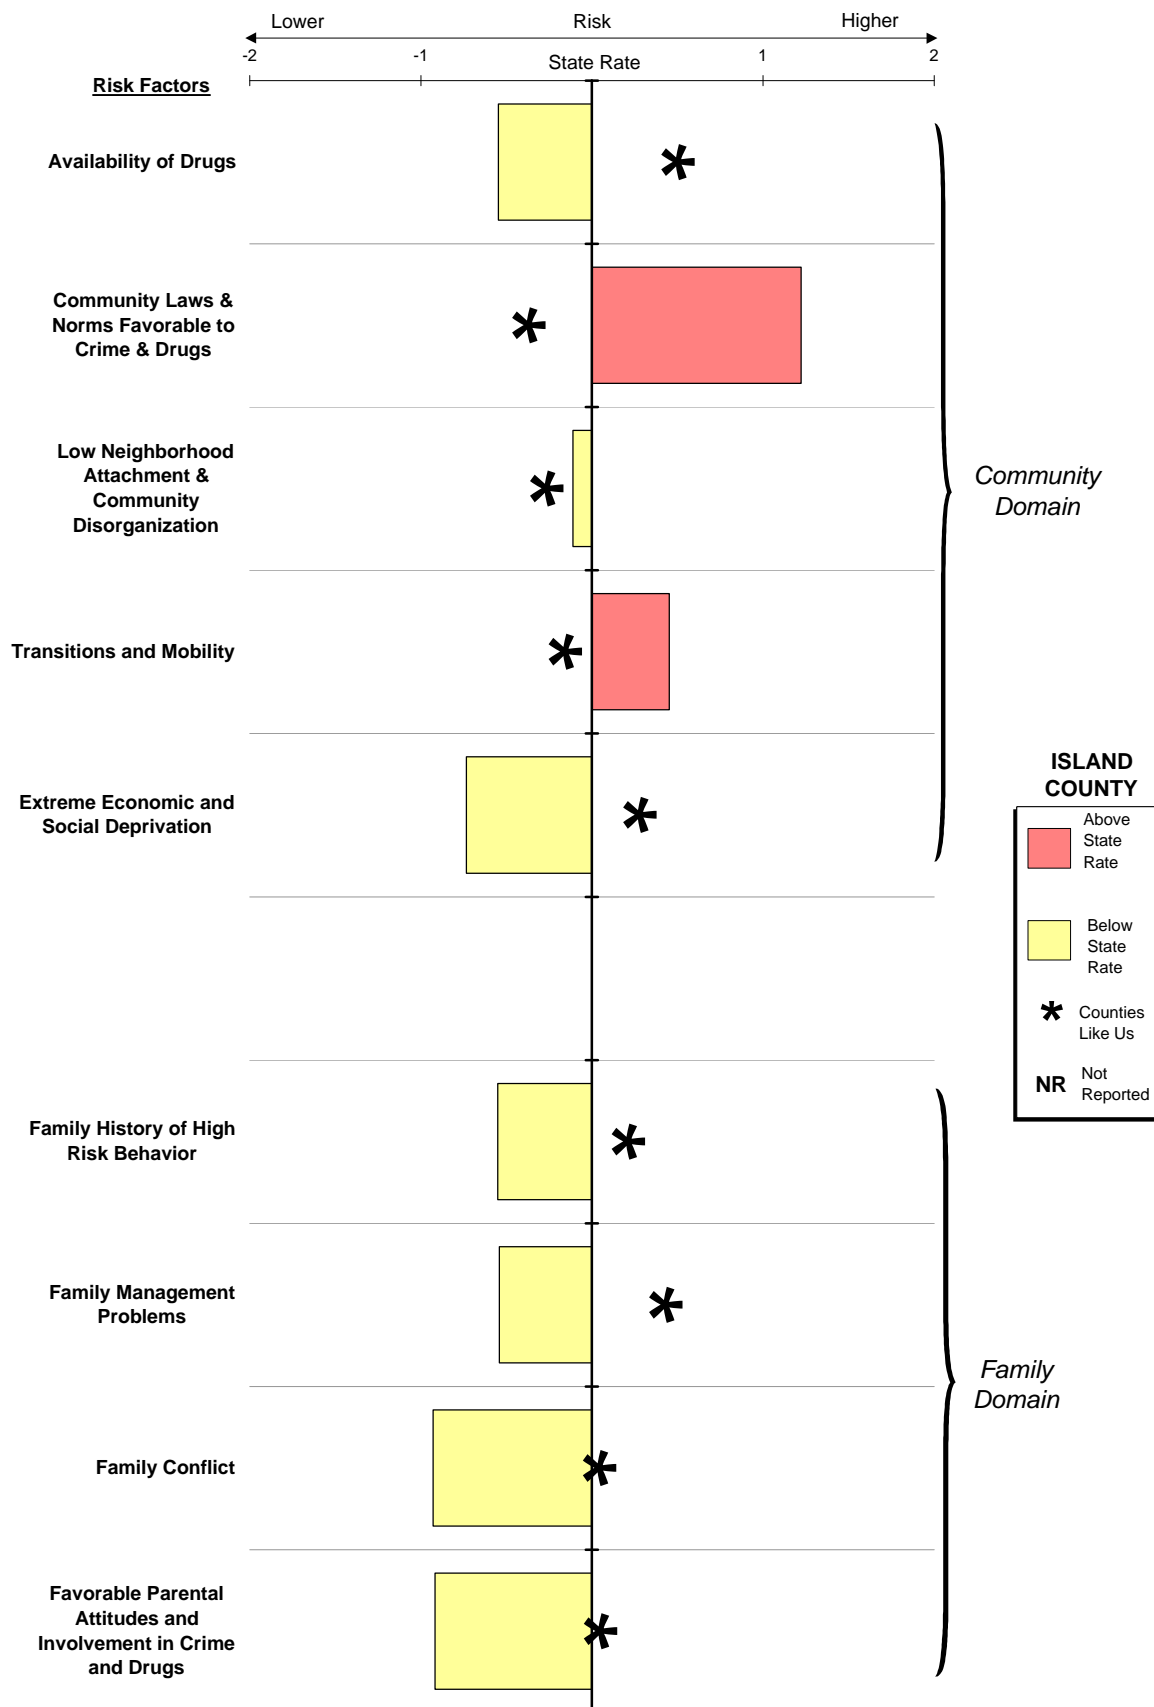 Lower Risk Higher
-2 -1 1 2
State Rate
Risk Factors
Availability of Drugs
Community Laws &
Norms Favorable to
Crime & Drugs
Low Neighborhood
Attachment &
Community
Disorganization
Transitions and Mobility
Extreme Economic and
Social Deprivation
Community
Domain
Family History of High
Risk Behavior
Family Management
Problems
Family Conflict
Favorable Parental
Attitudes and
Involvement in Crime
and Drugs
Family
Domain
ISLAND
COUNTY
Above
State
Rate
Below
State
Rate
* Counties
Like Us
NR Not
Reported